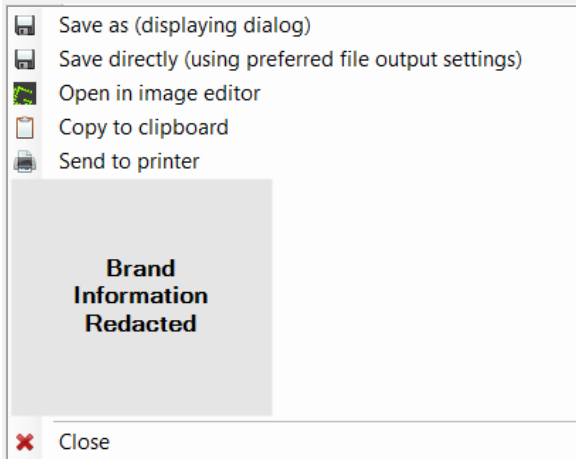 Save as (displaying dialog)
Save directly (using preferred file output settings)
Open in image editor
Copy to clipboard
Send to printer
Brand
Information
Redacted
Close